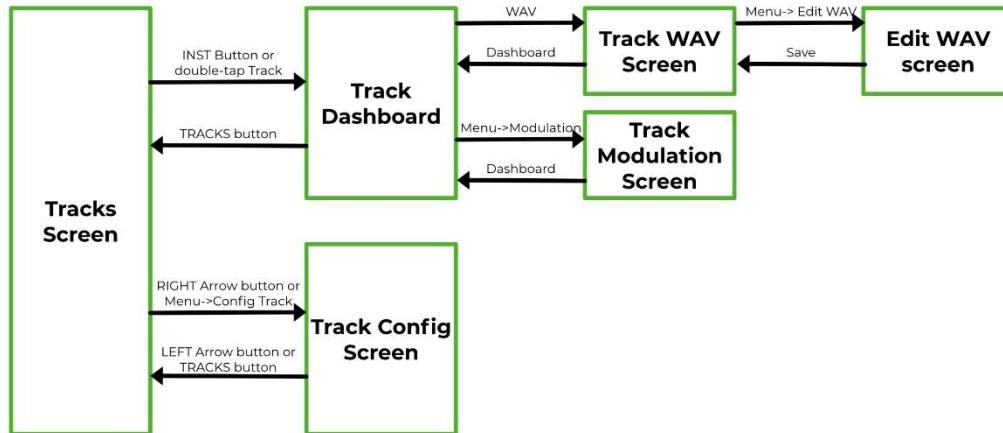 WAV
Menu-> Edit WAV
Track WAV
Screen
Edit WAV
screen
INST Button or
double-tap Track
Dashboard
Save
Track
Dashboard
TRACKS button
Menu->Modulation
Track
Modulation
Screen
Dashboard
Tracks
Screen
RIGHT Arrow button or
Menu->Config Track
Track Config
Screen
LEFT Arrow button or
TRACKS button